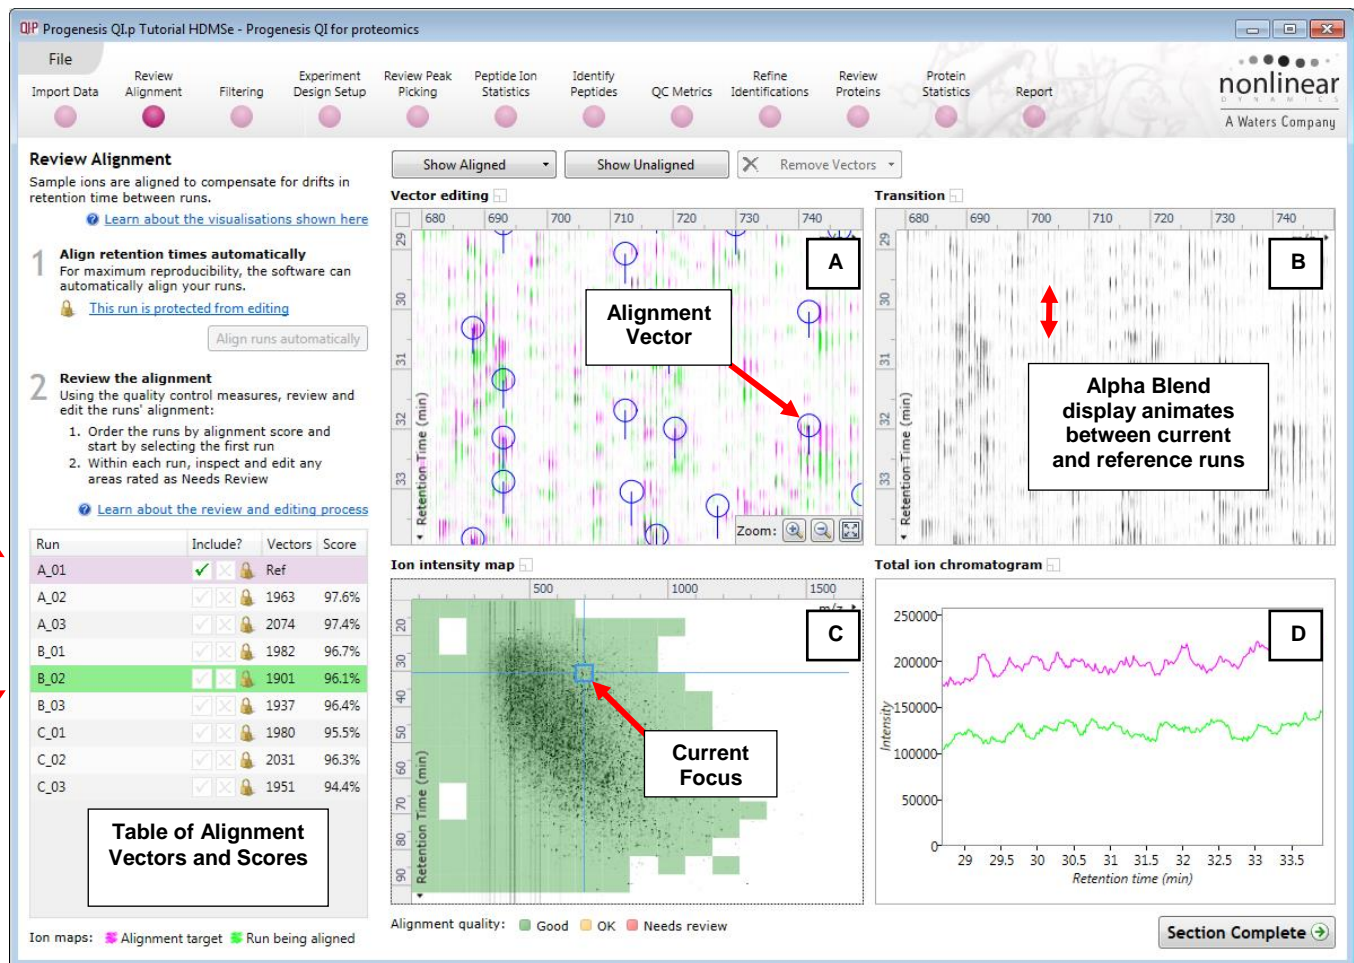 QIP Progenesis QI.p Tutorial HDMSe - Progenesis QI for proteomics
File
Import Data
Review Alignment
Filtering
Experiment Design Setup
Review Peak Picking
Peptide Ion Statistics
Identify Peptides
QC Metrics
Refine Identifications
Review Proteins
Protein Statistics
Report
nonlinear
DYNAMICS
A Waters Company
Review Alignment
Sample ions are aligned to compensate for drifts in
retention time between runs.
Learn about the visualisations shown here
1 Align retention times automatically
For maximum reproducibility, the software can
automatically align your runs.
This run is protected from editing
Align runs automatically
2 Review the alignment
Using the quality control measures, review and
edit the runs' alignment:
1. Order the runs by alignment score and
start by selecting the first run
2. Within each run, inspect and edit any
areas rated as Needs Review
Learn about the review and editing process
Run Include? Vectors Score
A_01 Ref
A_02 1963 97.6%
A_03 2074 97.4%
B_01 1982 96.7%
B_02 1901 96.1%
B_03 1937 96.4%
C_01 1980 95.5%
C_02 2031 96.3%
C_03 1951 94.4%
Table of Alignment
Vectors and Scores
Ion maps: Alignment target Run being aligned
Show Aligned Show Unaligned Remove Vectors
Vector editing
680 690 700 710 720 730 740
29
30
31
32
33
Retention Time (min)
A
Alignment
Vector
Zoom:
Transition
680 690 700 710 720 730 740
29
30
31
32
33
Retention Time (min)
B
Alpha Blend
display animates
between current
and reference runs
Ion intensity map
500 1000 1500
m/z
20
30
40
50
60
70
80
90
Retention Time (min)
C
Current
Focus
Alignment quality: Good OK Needs review
Total ion chromatogram
D
250000
200000
150000
100000
50000
0
Intensity
29 29.5 30 30.5 31 31.5 32 32.5 33 33.5
Retention time (min)
Section Complete